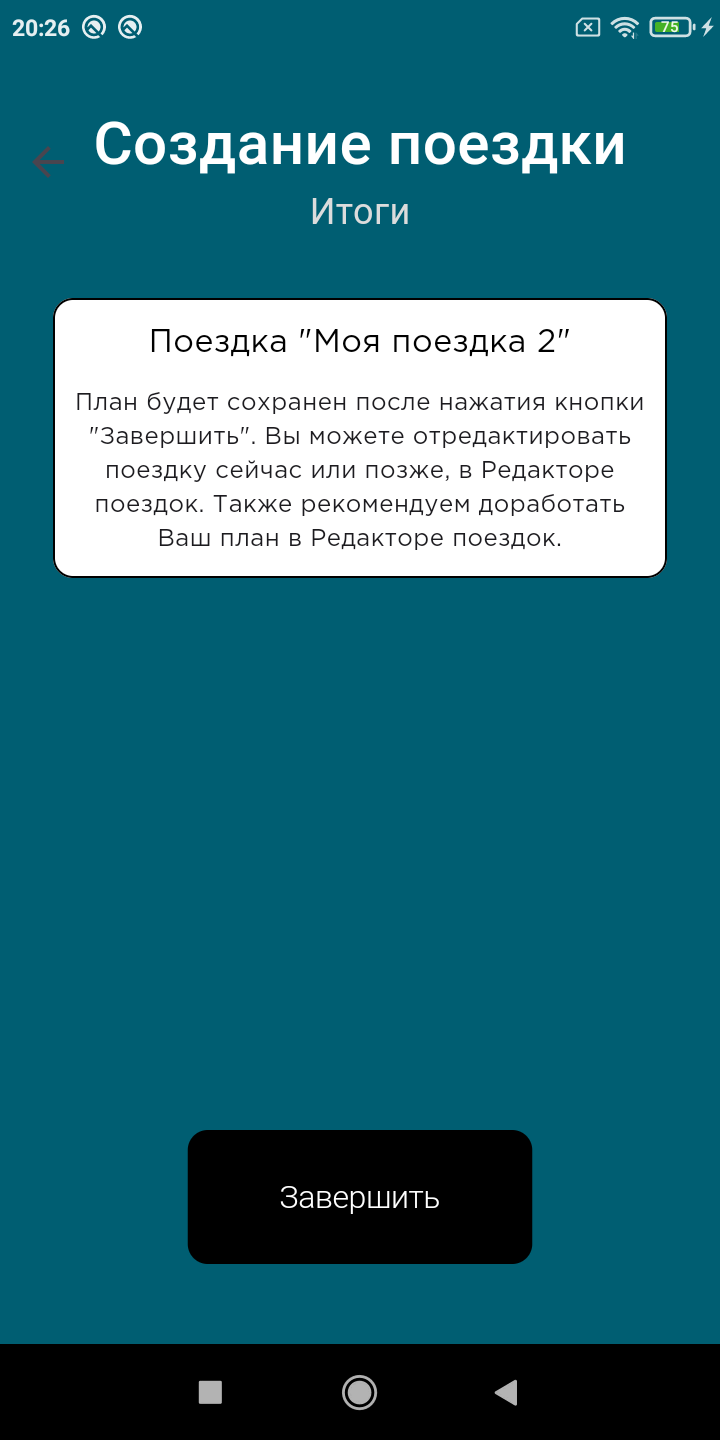 20:26
75
Создание поездки
Итоги
Поездка "Моя поездка 2"
План будет сохранен после нажатия кнопки
"Завершить". Вы можете отредактировать
поездку сейчас или позже, в Редакторе
поездок. Также рекомендуем доработать
Ваш план в Редакторе поездок.
Завершить